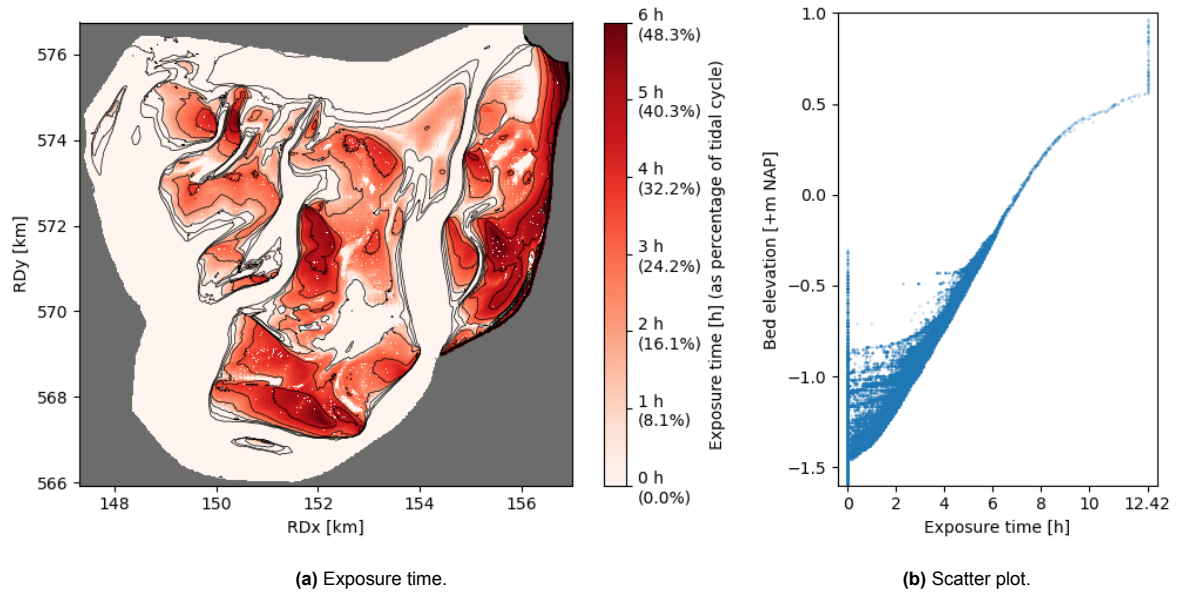 576
574
572
570
568
566
RDy [km]
148
150
152
154
156
RDx [km]
6 h
(48.3%)
5 h
(40.3%)
4 h
(32.2%)
3 h
(24.2%)
2 h
(16.1%)
1 h
(8.1%)
0 h
(0.0%)
Exposure time [h] (as percentage of tidal cycle)
1.0
0.5
0.0
−0.5
−1.0
−1.5
Bed elevation [+m NAP]
0
2
4
6
8
10
12.42
Exposure time [h]
(a) Exposure time.
(b) Scatter plot.